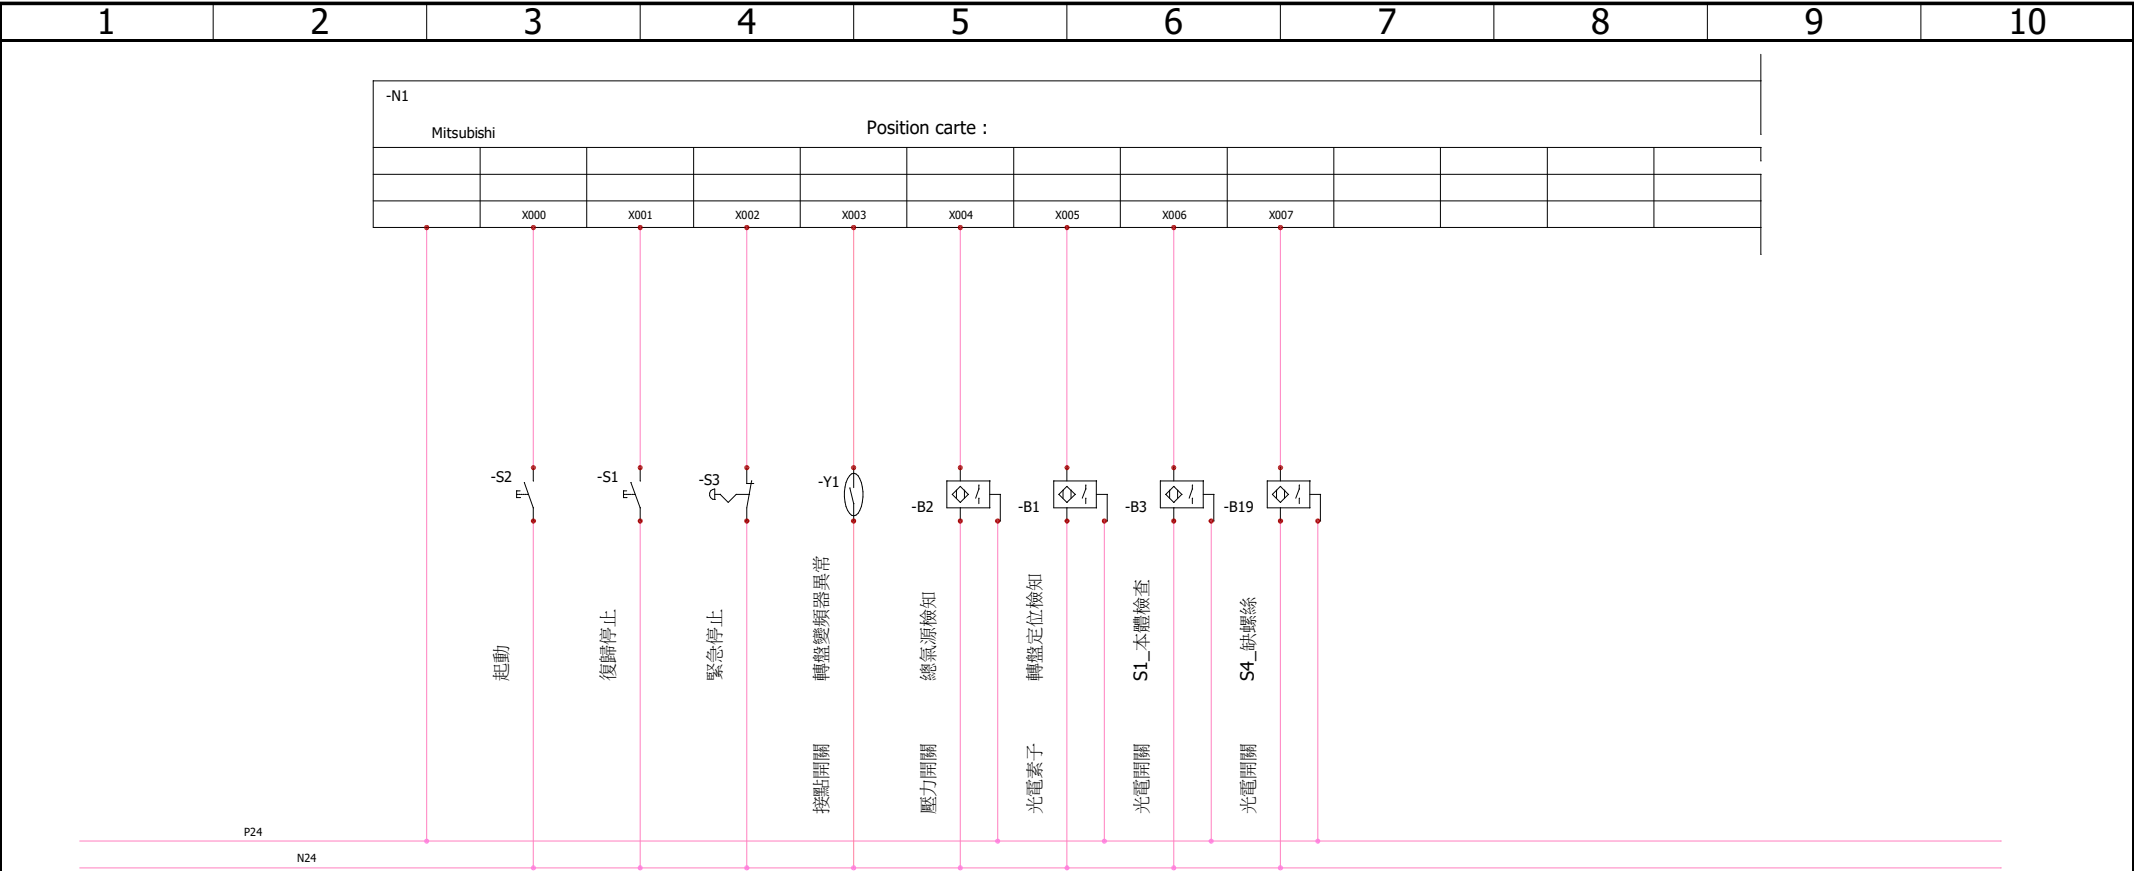 1 2 3 4 5 6 7 8 9 10
-N1
Mitsubishi
Position carte :
X000 X001 X002 X003 X004 X005 X006 X007
-S2
-S1
-S3
-Y1
-B2
-B1
-B3
-B19
起動
復歸停止
緊急停止
轉盤變頻器異常
總氣源檢知
轉盤定位檢知
S1_本體檢查
S4_缺螺絲
接點開關
壓力開關
光電素子
光電開關
光電開關
P24
N24